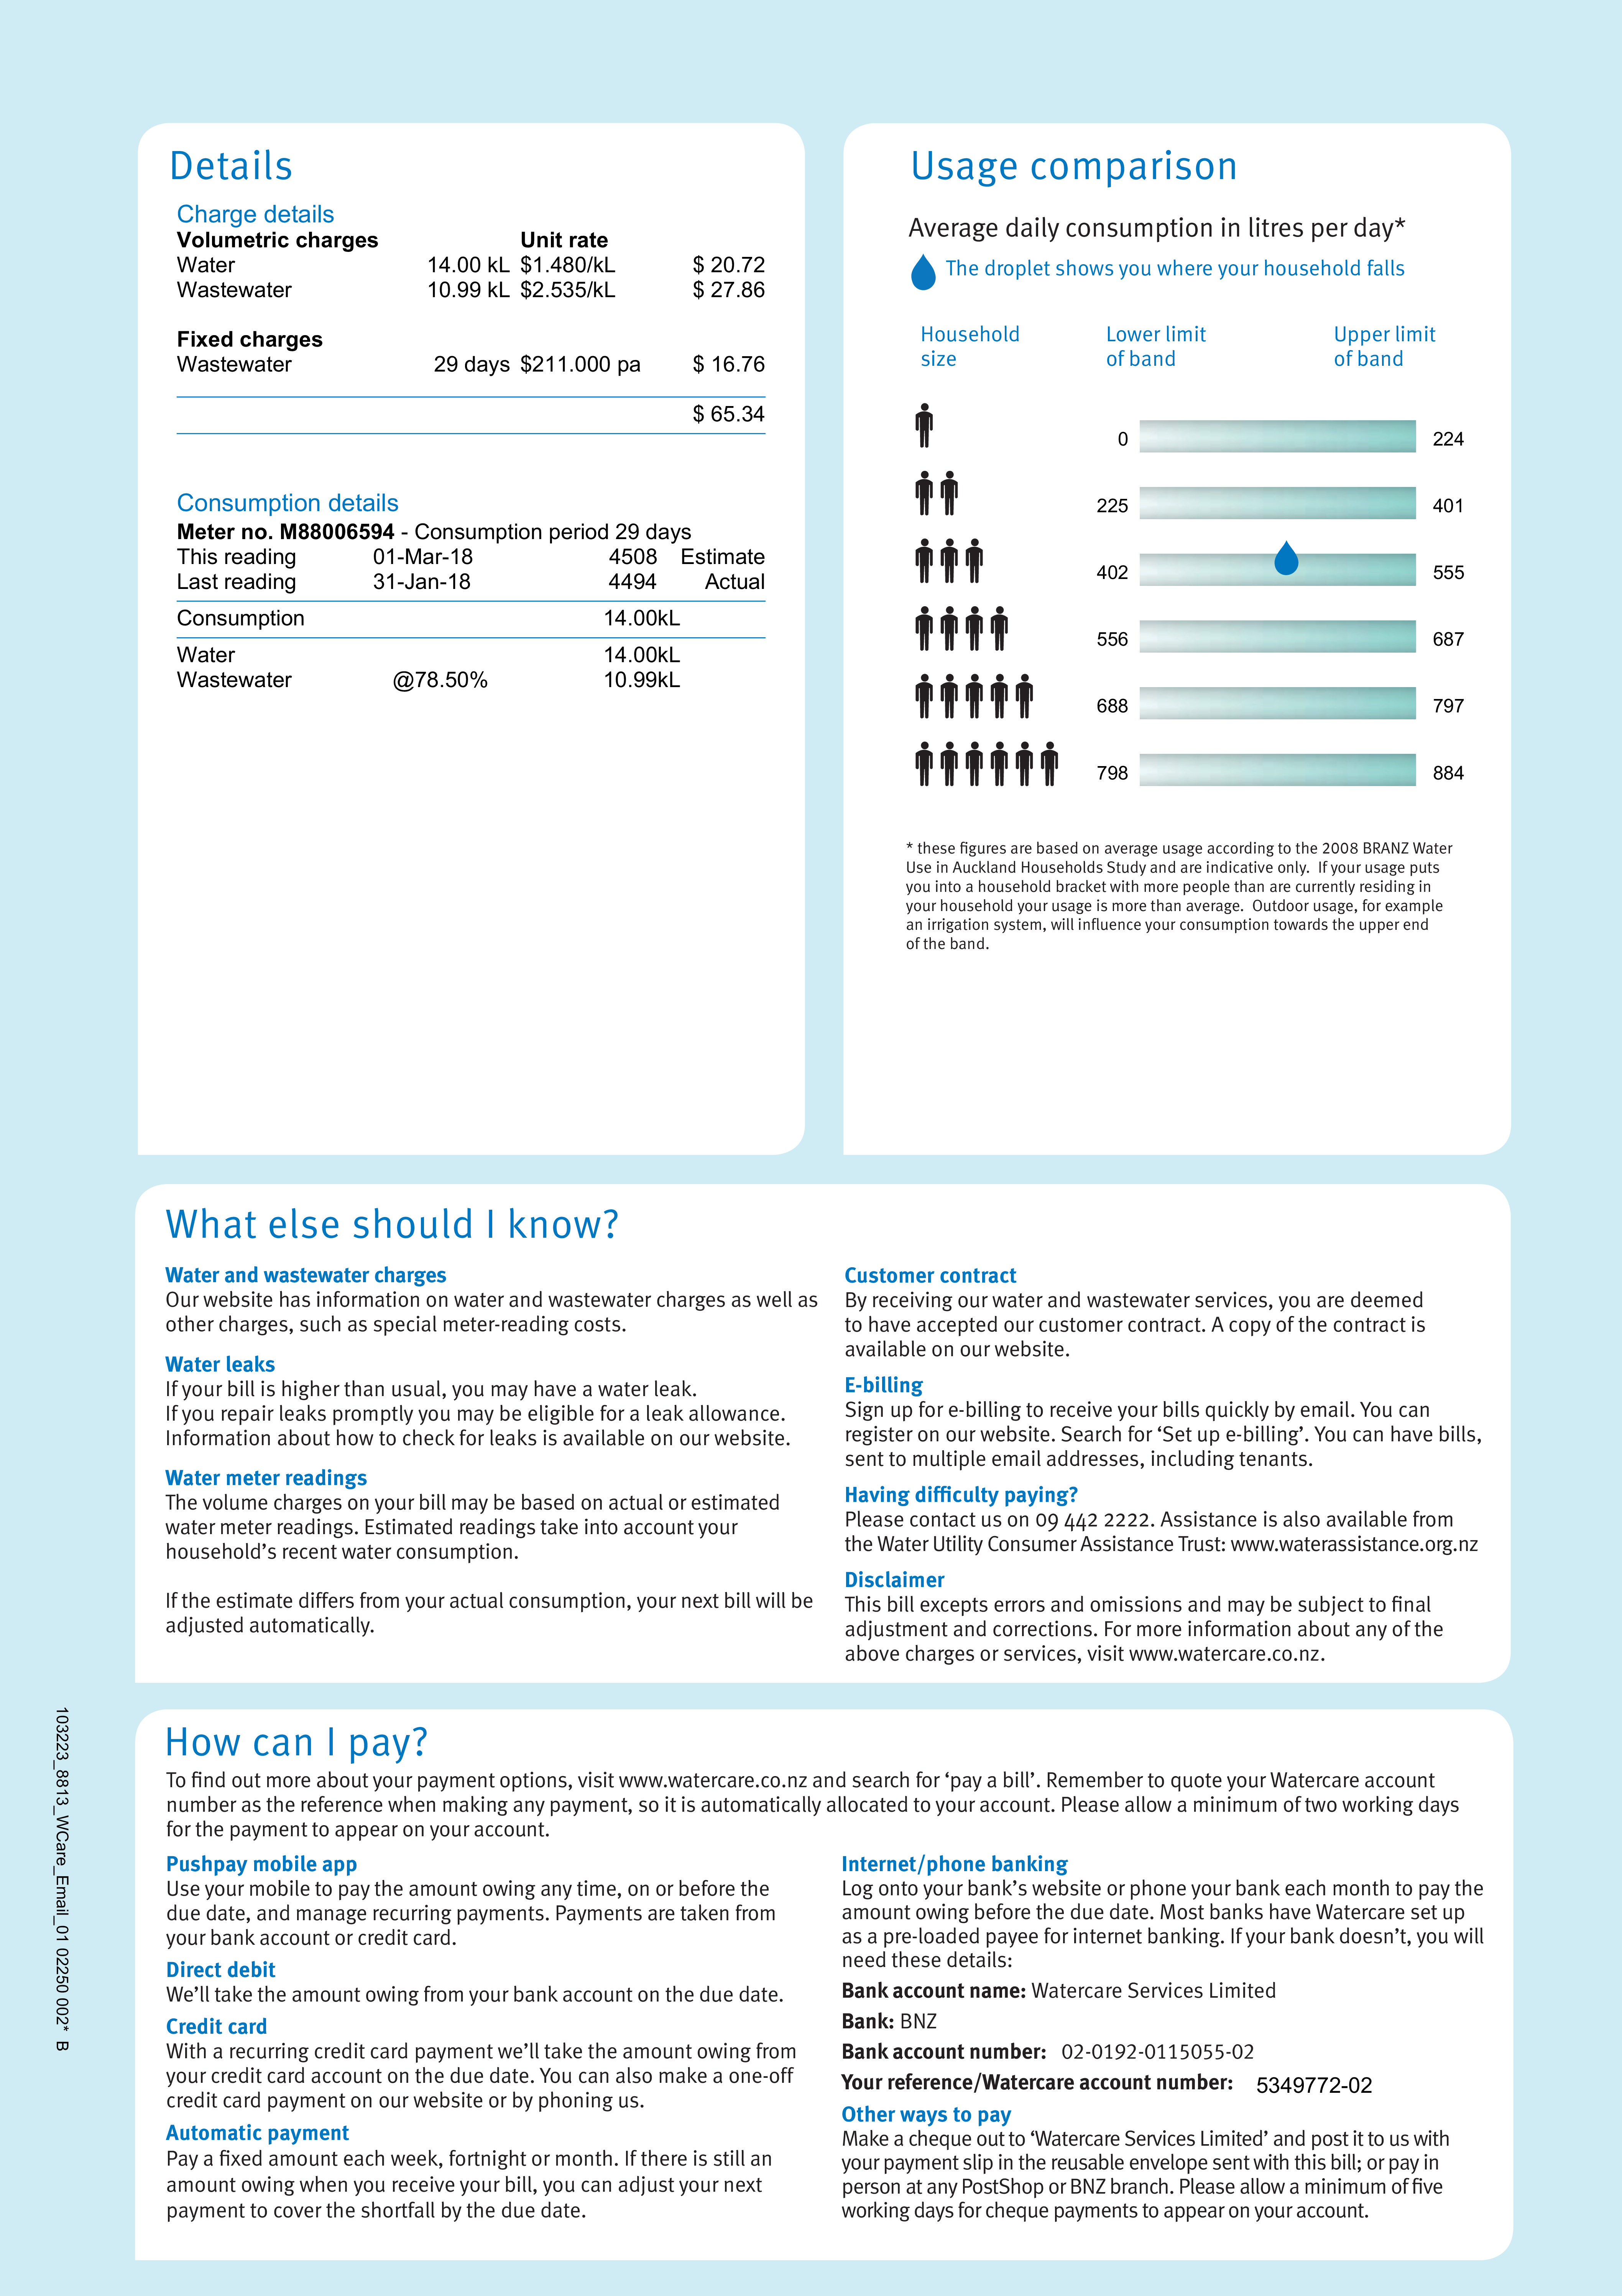 Details
Charge details
Volumetric charges Unit rate
Water 14.00 kL $1.480/kL $ 20.72
Wastewater 10.99 kL $2.535/kL $ 27.86
Fixed charges
Wastewater 29 days $211.000 pa $ 16.76
$ 65.34
Consumption details
Meter no. M88006594 - Consumption period 29 days
This reading 01-Mar-18 4508 Estimate
Last reading 31-Jan-18 4494 Actual
Consumption 14.00kL
Water 14.00kL
Wastewater @78.50% 10.99kL
Usage comparison
Average daily consumption in litres per day*
The droplet shows you where your household falls
Household Lower limit Upper limit
size of band of band
0 224
225 401
402 555
556 687
688 797
798 884
* these figures are based on average usage according to the 2008 BRANZ Water
Use in Auckland Households Study and are indicative only. If your usage puts
you into a household bracket with more people than are currently residing in
your household your usage is more than average. Outdoor usage, for example
an irrigation system, will influence your consumption towards the upper end
of the band.
What else should I know?
Water and wastewater charges
Our website has information on water and wastewater charges as well as
other charges, such as special meter-reading costs.
Water leaks
If your bill is higher than usual, you may have a water leak.
If you repair leaks promptly you may be eligible for a leak allowance.
Information about how to check for leaks is available on our website.
Water meter readings
The volume charges on your bill may be based on actual or estimated
water meter readings. Estimated readings take into account your
household's recent water consumption.
If the estimate differs from your actual consumption, your next bill will be
adjusted automatically.
Customer contract
By receiving our water and wastewater services, you are deemed
to have accepted our customer contract. A copy of the contract is
available on our website.
E-billing
Sign up for e-billing to receive your bills quickly by email. You can
register on our website. Search for ‘Set up e-billing’. You can have bills,
sent to multiple email addresses, including tenants.
Having difficulty paying?
Please contact us on 09 442 2222. Assistance is also available from
the Water Utility Consumer Assistance Trust: www.waterassistance.org.nz
Disclaimer
This bill excepts errors and omissions and may be subject to final
adjustment and corrections. For more information about any of the
above charges or services, visit www.watercare.co.nz.
How can I pay?
To find out more about your payment options, visit www.watercare.co.nz and search for ‘pay a bill’. Remember to quote your Watercare account
number as the reference when making any payment, so it is automatically allocated to your account. Please allow a minimum of two working days
for the payment to appear on your account.
Pushpay mobile app
Use your mobile to pay the amount owing any time, on or before the
due date, and manage recurring payments. Payments are taken from
your bank account or credit card.
Direct debit
We’ll take the amount owing from your bank account on the due date.
Credit card
With a recurring credit card payment we’ll take the amount owing from
your credit card account on the due date. You can also make a one-off
credit card payment on our website or by phoning us.
Automatic payment
Pay a fixed amount each week, fortnight or month. If there is still an
amount owing when you receive your bill, you can adjust your next
payment to cover the shortfall by the due date.
Internet/phone banking
Log onto your bank’s website or phone your bank each month to pay the
amount owing before the due date. Most banks have Watercare set up
as a pre-loaded payee for internet banking. If your bank doesn’t, you will
need these details:
Bank account name: Watercare Services Limited
Bank: BNZ
Bank account number: 02-0192-0115055-02
Your reference/Watercare account number: 5349772-02
Other ways to pay
Make a cheque out to ‘Watercare Services Limited’ and post it to us with
your payment slip in the reusable envelope sent with this bill; or pay in
person at any PostShop or BNZ branch. Please allow a minimum of five
working days for cheque payments to appear on your account.
103223_8813_WCare_Email_01 02250 002* B